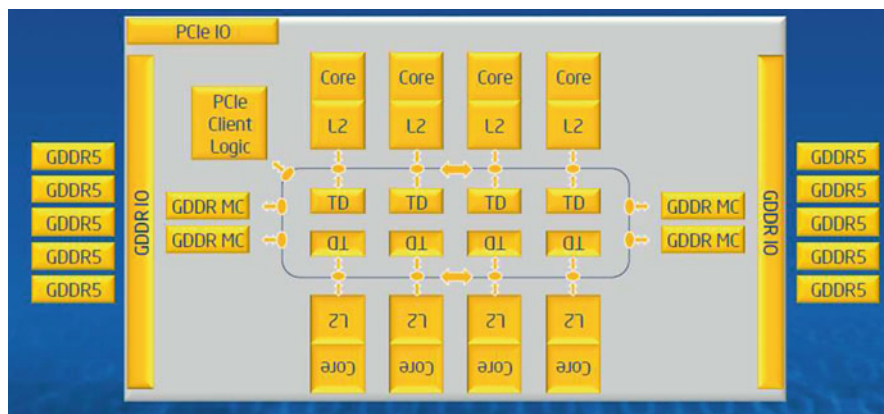 PCIe IO
Core Core Core Core
L2 L2 L2 L2
PCIe
Client
Logic
GDDR5
GDDR5
GDDR5
GDDR5
GDDR5
GDDR IO
GDDR MC
GDDR MC
TD TD TD TD
TD TD TD TD
GDDR MC
GDDR MC
GDDR IO
GDDR5
GDDR5
GDDR5
GDDR5
GDDR5
L2 L2 L2 L2
Core Core Core Core